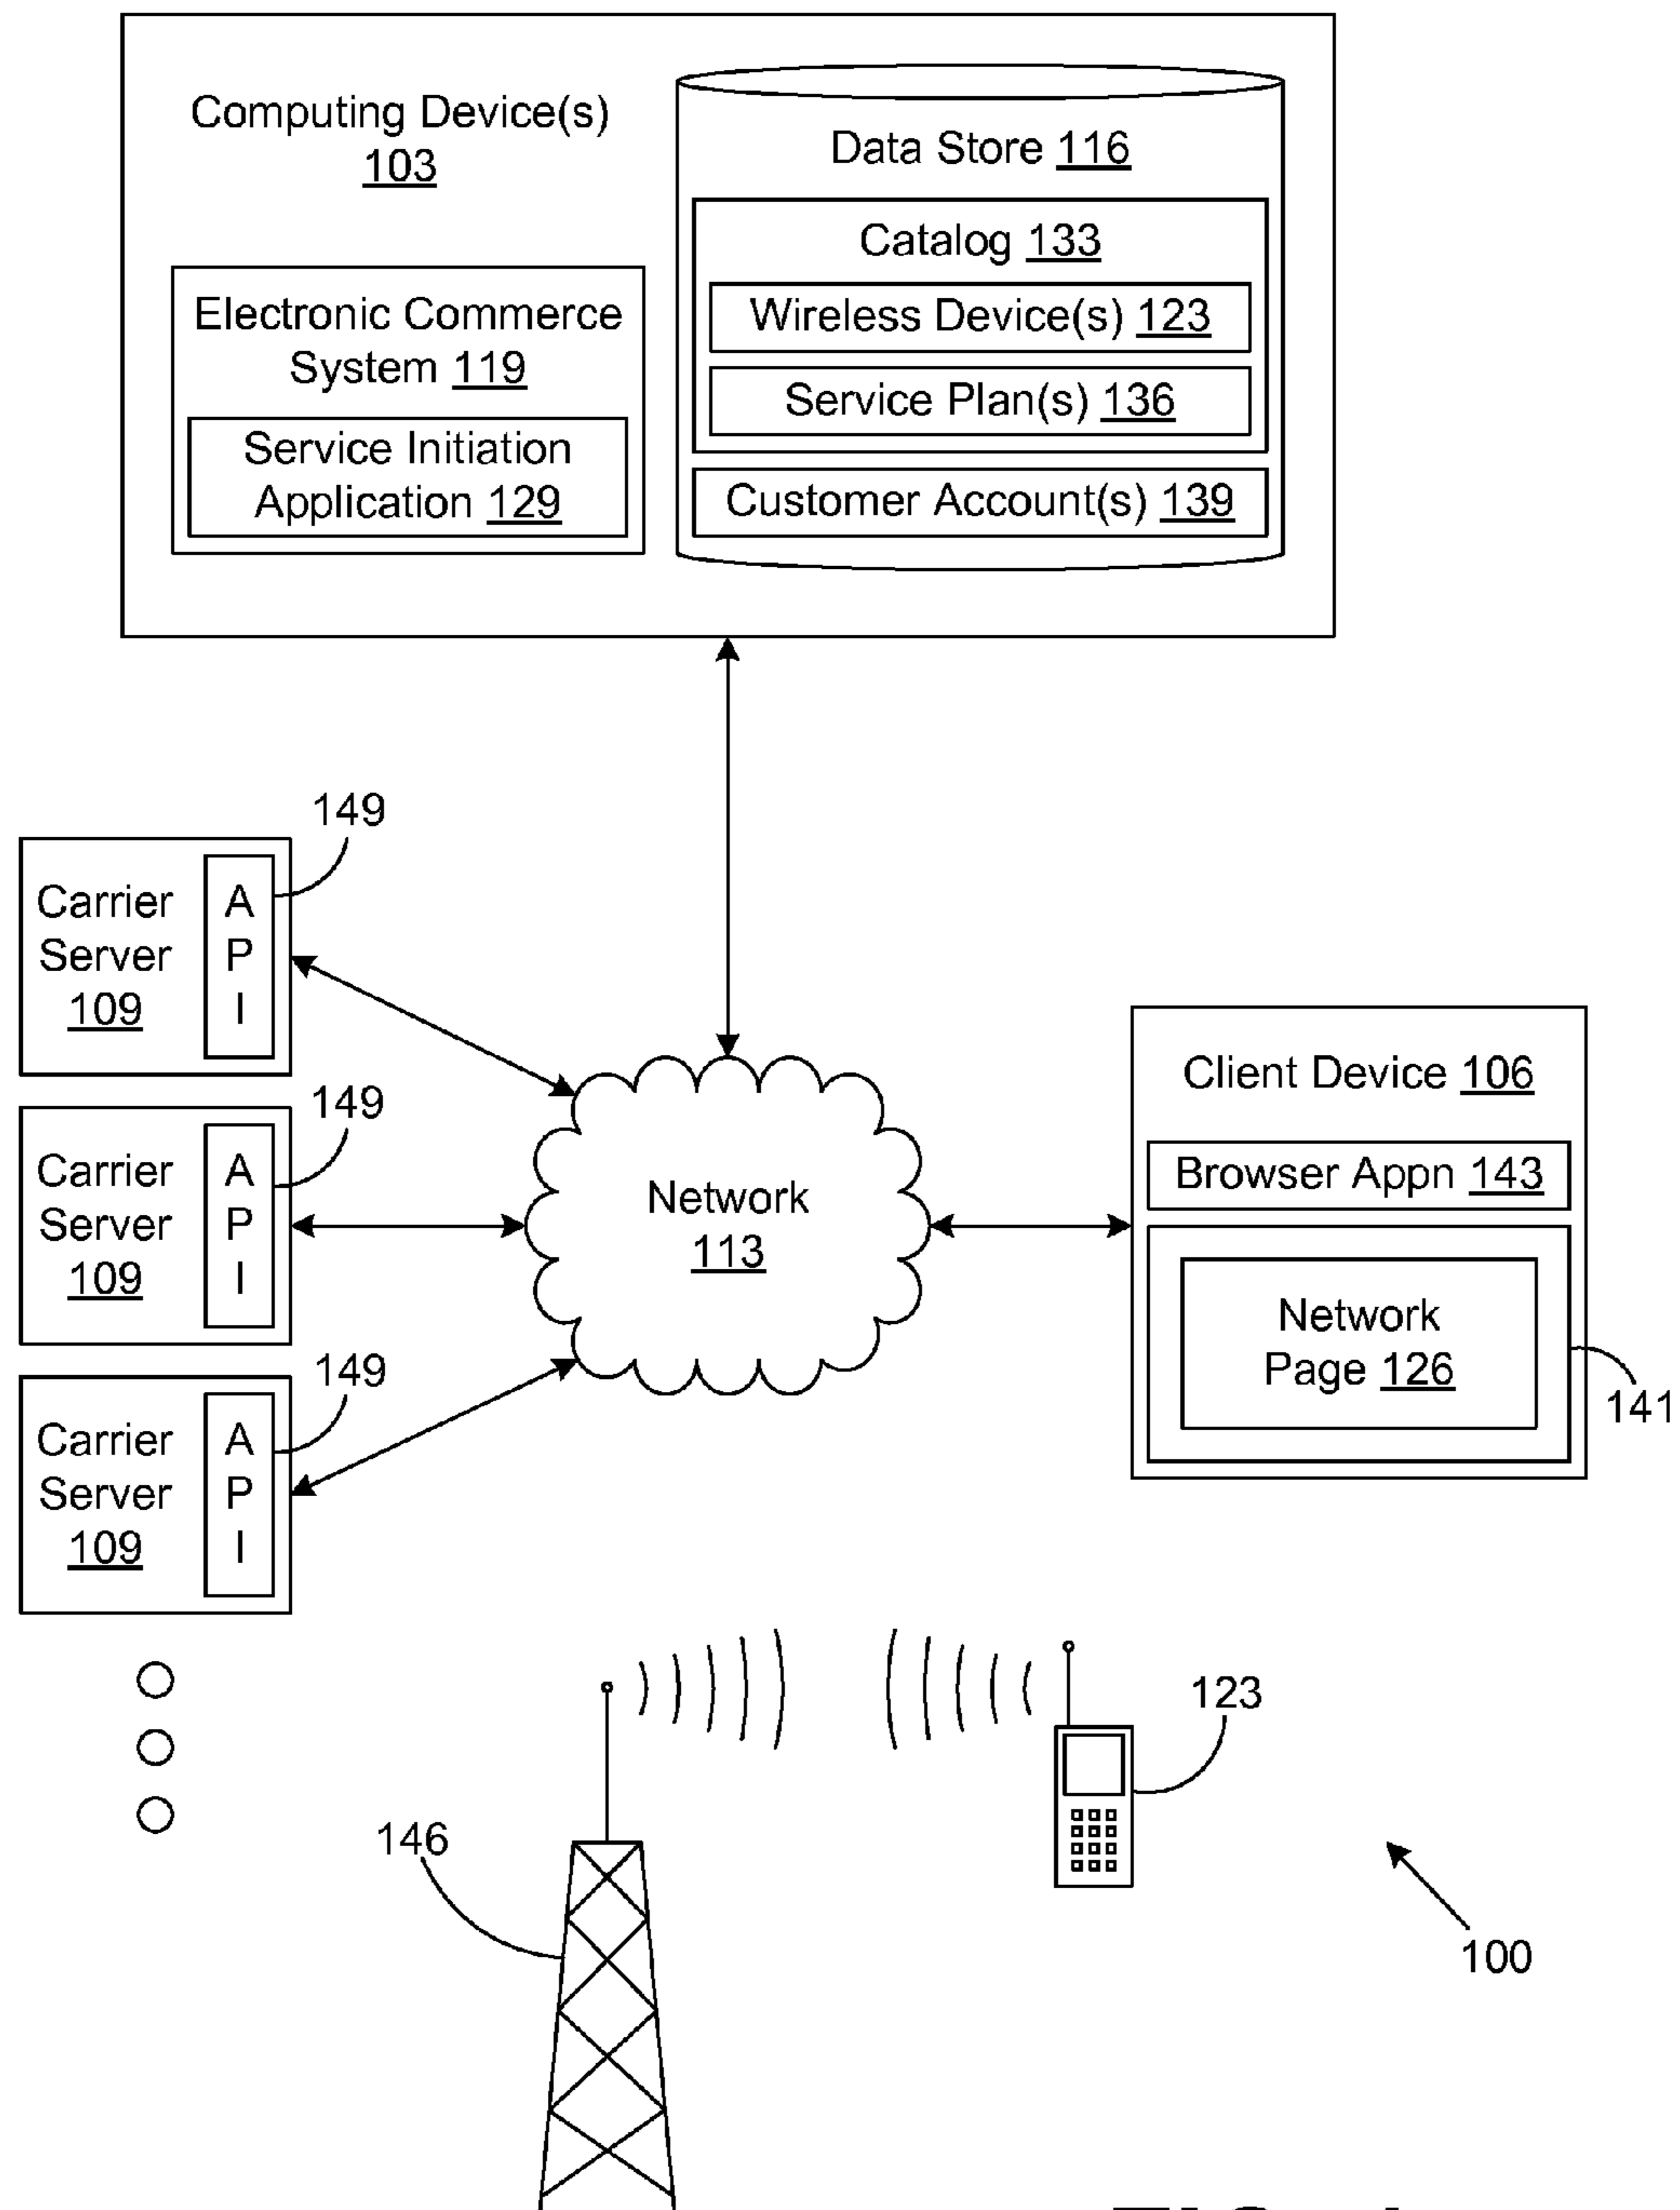 Computing Device(s)
103
Data Store 116
Catalog 133
Wireless Device(s) 123
Service Plan(s) 136
Customer Account(s) 139
Electronic Commerce
System 119
Service Initiation
Application 129
149
Carrier
Server
109
A
P
I
149
Carrier
Server
109
A
P
I
149
Carrier
Server
109
A
P
I
Network
113
Client Device 106
Browser Appn 143
Network
Page 126
141
123
146
100